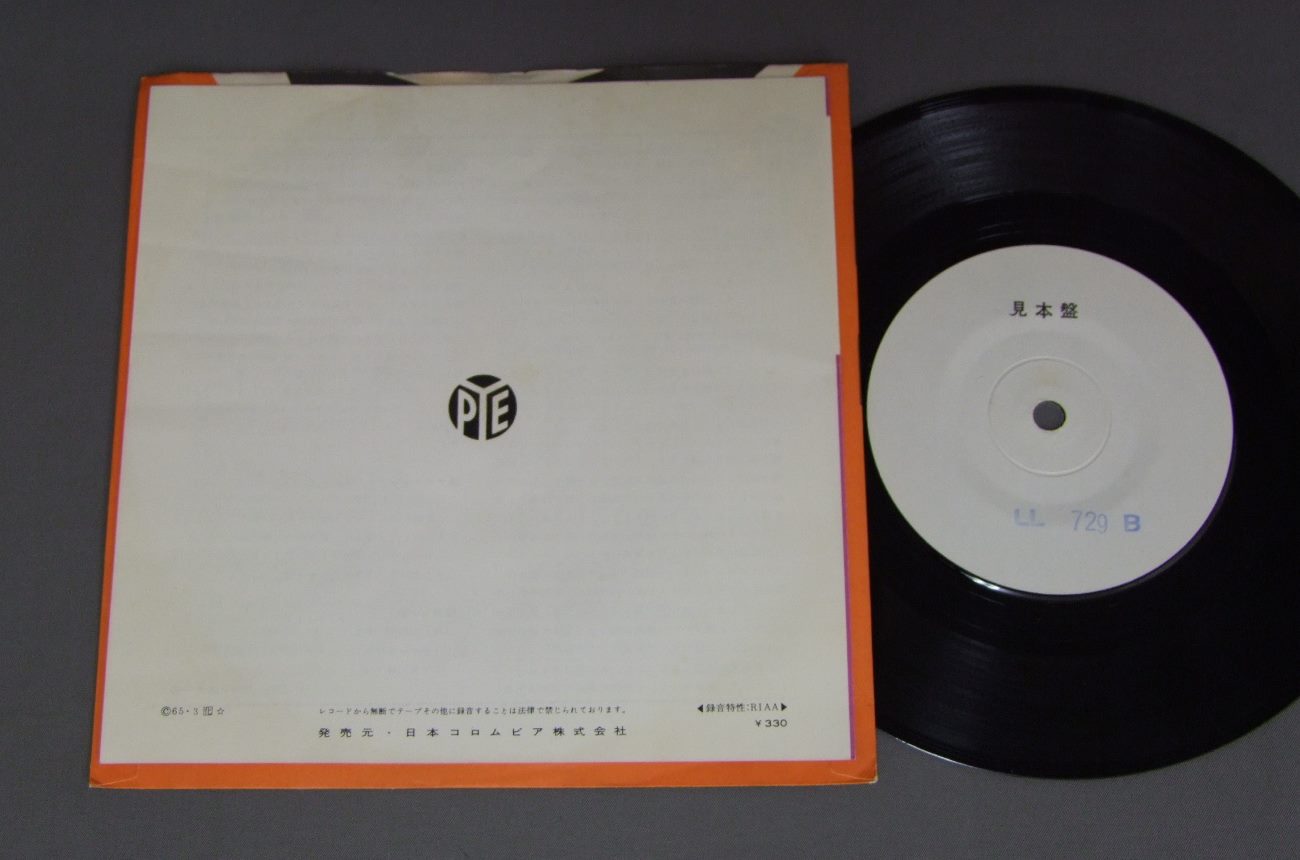 PYE
©65・3 ☆
レコードから無断でテープその他に録音することは法律で禁じられております。
発売元・日本コロムビア株式会社
◀録音特性:RIAA▶
¥330
見本盤
LL 729 B